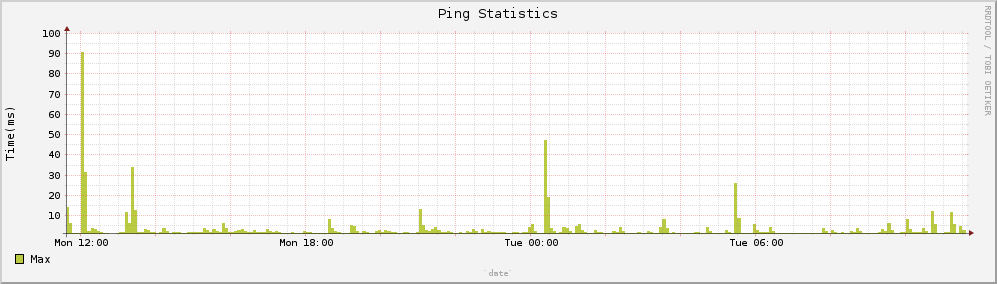 Ping Statistics
RRDTOOL / TOBI OETIKER
Time(ms)
100
90
80
70
60
50
40
30
20
10
Mon 12:00 Mon 18:00 Tue 00:00 Tue 06:00
Max
`date`